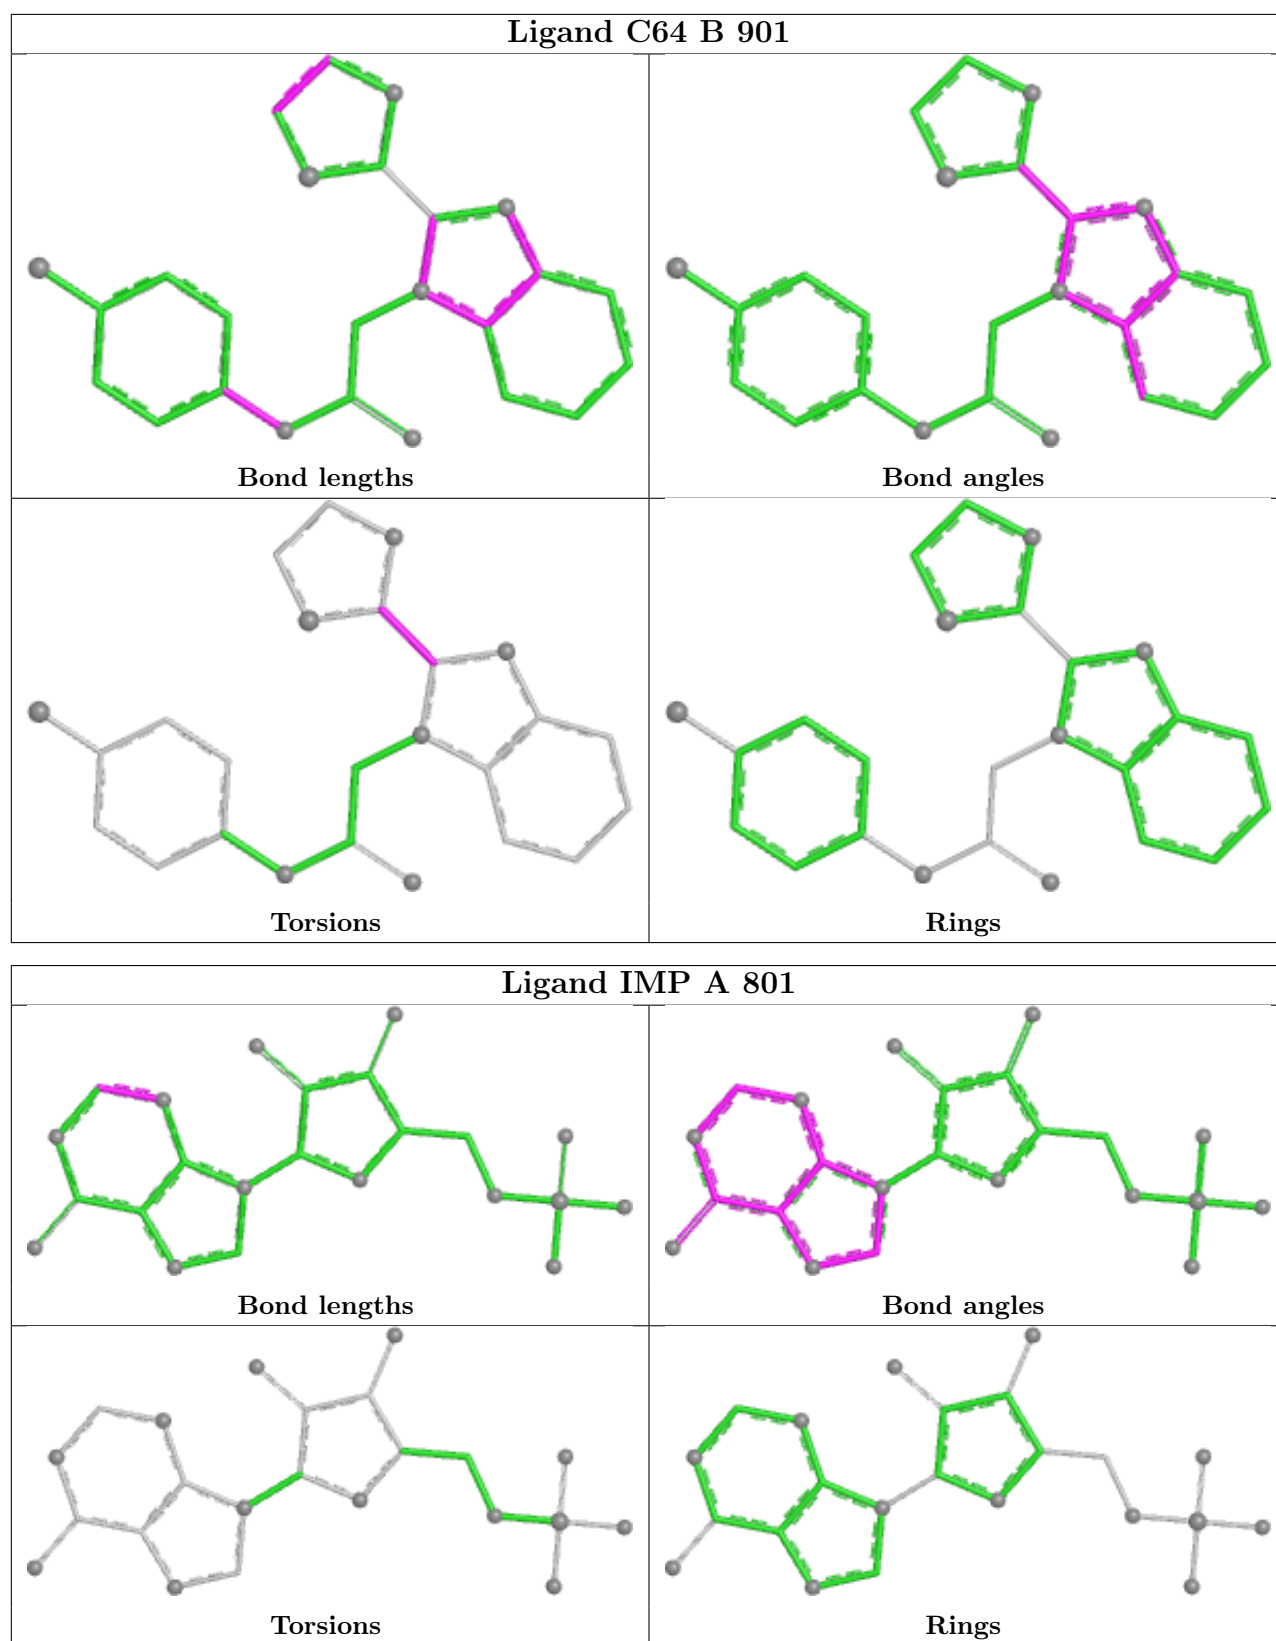 Ligand C64 B 901
Bond lengths
Bond angles
Torsions
Rings
Ligand IMP A 801
Bond lengths
Bond angles
Torsions
Rings